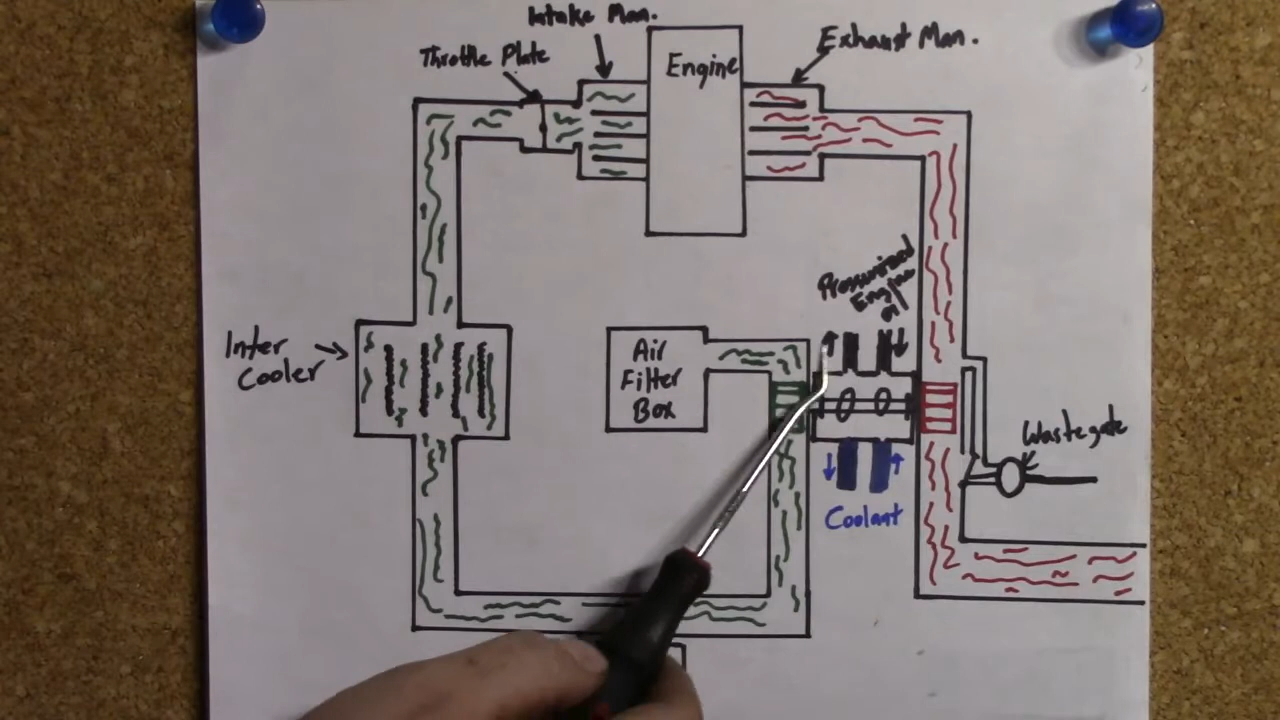 Intake Man.
Throttle Plate
Engine
Exhaust Man.
Pressurized
Engine
oil
Inter
Cooler
Air
Filter
Box
Wastegate
Coolant